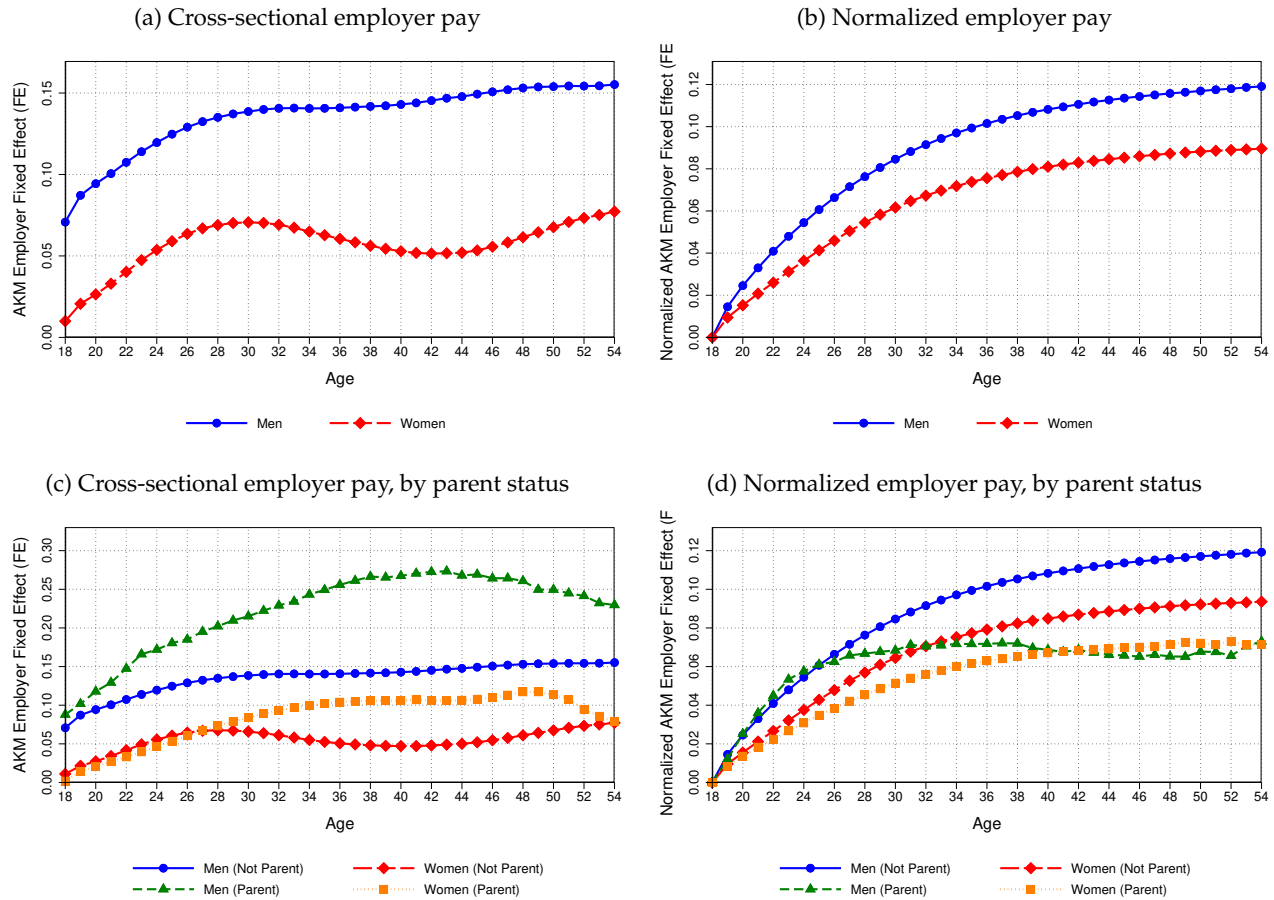 (a) Cross-sectional employer pay
AKM Employer Fixed Effect (FE)
0.15
0.10
0.05
0.00
18 20 22 24 26 28 30 32 34 36 38 40 42 44 46 48 50 52 54
Age
Men Women
(b) Normalized employer pay
Normalized AKM Employer Fixed Effect (FE
0.12
0.10
0.08
0.06
0.04
0.02
0.00
18 20 22 24 26 28 30 32 34 36 38 40 42 44 46 48 50 52 54
Age
Men Women
(c) Cross-sectional employer pay, by parent status
AKM Employer Fixed Effect (FE)
0.30
0.25
0.20
0.15
0.10
0.05
0.00
18 20 22 24 26 28 30 32 34 36 38 40 42 44 46 48 50 52 54
Age
Men (Not Parent) Women (Not Parent)
Men (Parent) Women (Parent)
(d) Normalized employer pay, by parent status
Normalized AKM Employer Fixed Effect (F
0.12
0.10
0.08
0.06
0.04
0.02
0.00
18 20 22 24 26 28 30 32 34 36 38 40 42 44 46 48 50 52 54
Age
Men (Not Parent) Women (Not Parent)
Men (Parent) Women (Parent)